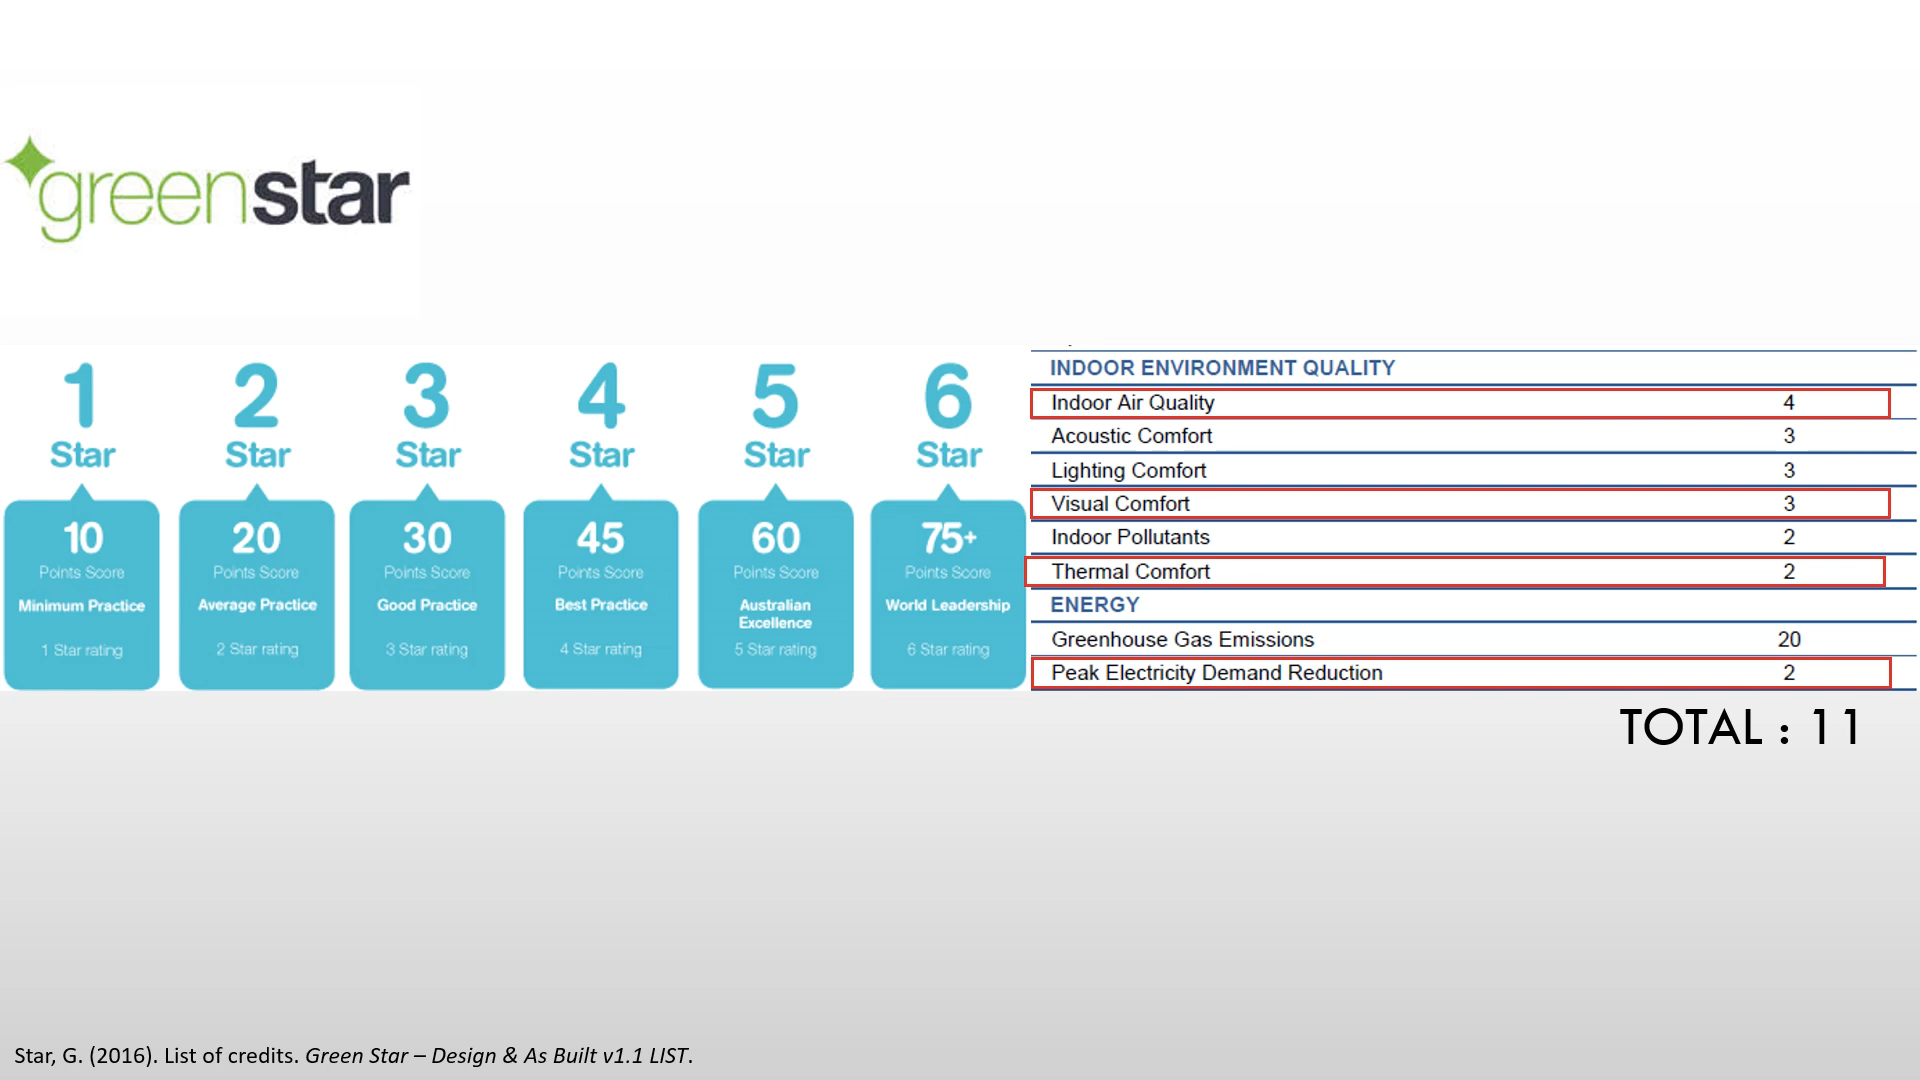 greenstar
1 Star
10
Points Score
Minimum Practice
1 Star rating
2 Star
20
Points Score
Average Practice
2 Star rating
3 Star
30
Points Score
Good Practice
3 Star rating
4 Star
45
Points Score
Best Practice
4 Star rating
5 Star
60
Points Score
Australian
Excellence
5 Star rating
6 Star
75+
Points Score
World Leadership
6 Star rating
INDOOR ENVIRONMENT QUALITY
Indoor Air Quality 4
Acoustic Comfort 3
Lighting Comfort 3
Visual Comfort 3
Indoor Pollutants 2
Thermal Comfort 2
ENERGY
Greenhouse Gas Emissions 20
Peak Electricity Demand Reduction 2
TOTAL : 11
Star, G. (2016). List of credits. Green Star – Design & As Built v1.1 LIST.